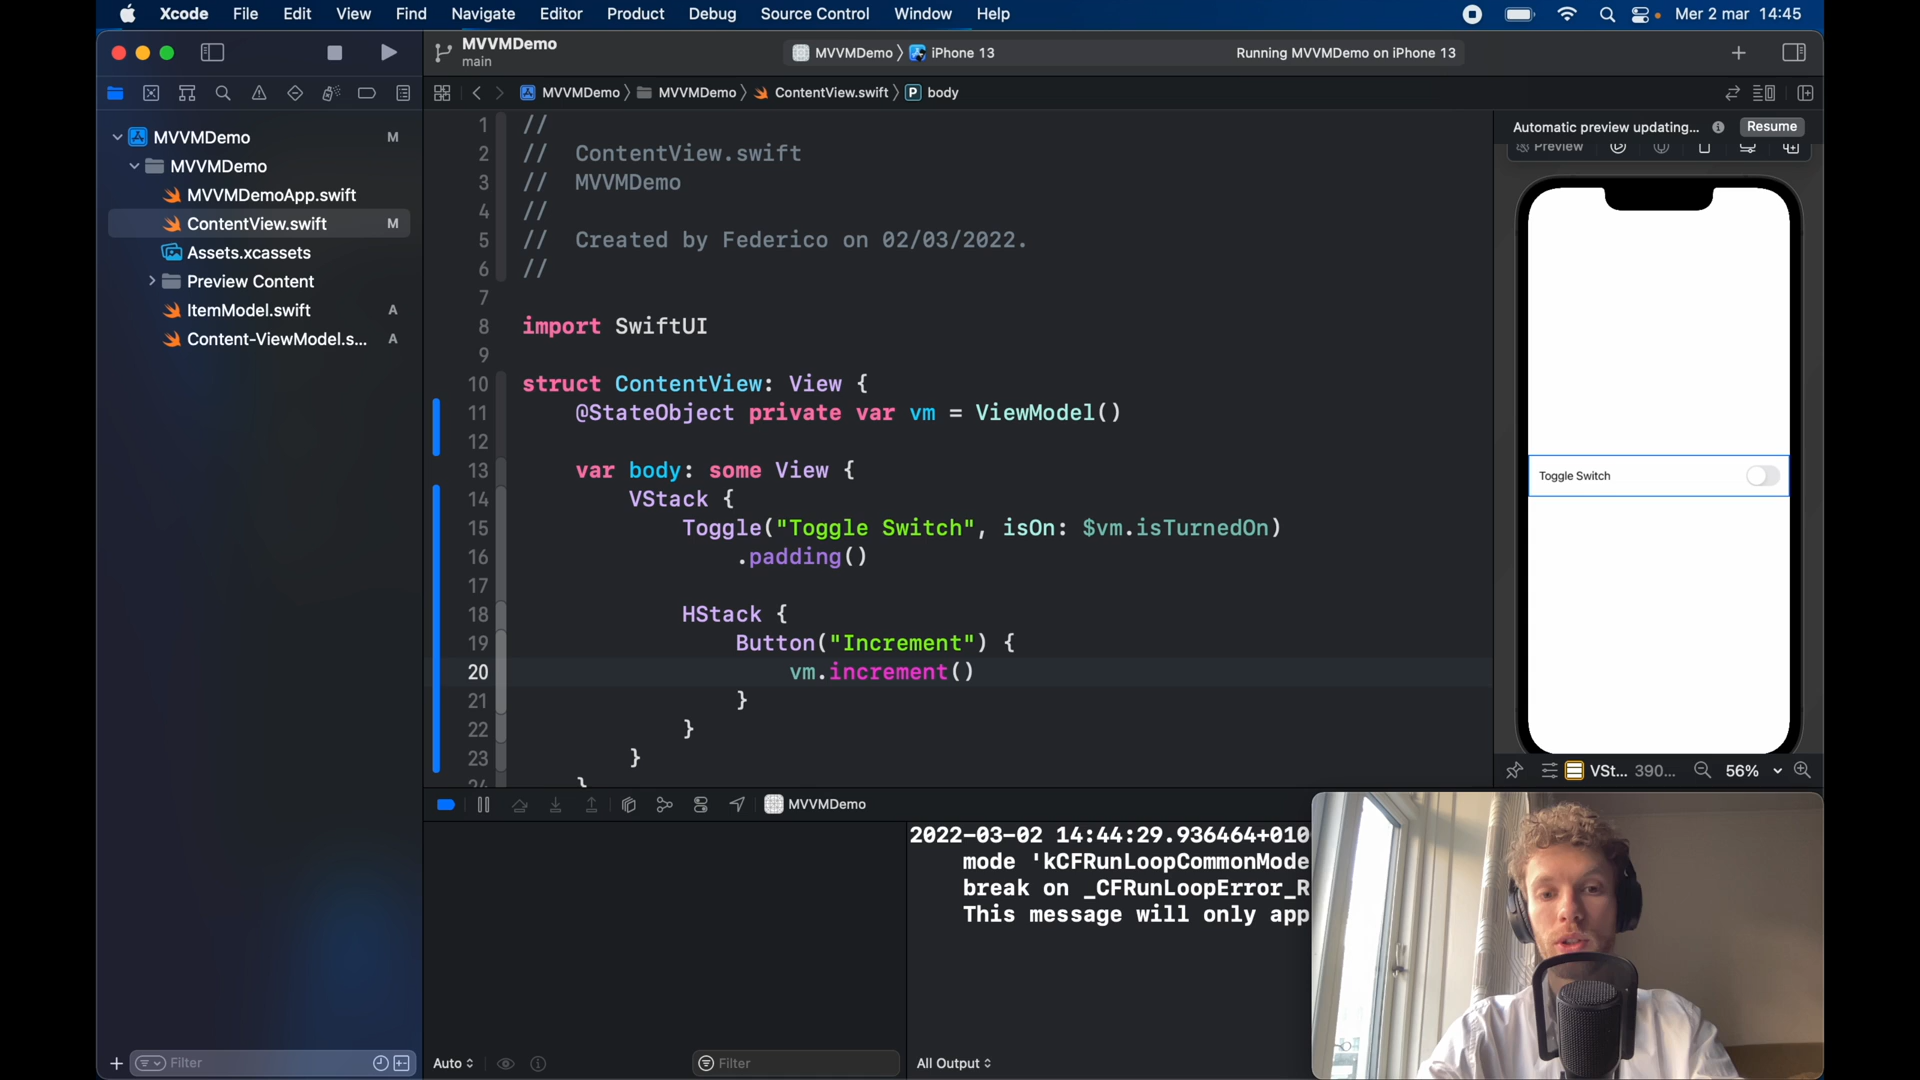 Xcode File Edit View Find Navigate Editor Product Debug Source Control Window Help Mer 2 mar 14:45
MVVMDemo
main
MVVMDemo iPhone 13 Running MVVMDemo on iPhone 13
MVVMDemo MVVMDemo ContentView.swift P body
MVVMDemo M
MVVMDemo
MVVMDemoApp.swift
ContentView.swift M
Assets.xcassets
Preview Content
ItemModel.swift A
Content-ViewModel.s... A
Filter
1 //
2 // ContentView.swift
3 // MVVMDemo
4 //
5 // Created by Federico on 02/03/2022.
6 //
7
8 import SwiftUI
9
10 struct ContentView: View {
11 @StateObject private var vm = ViewModel()
12
13 var body: some View {
14 VStack {
15 Toggle("Toggle Switch", isOn: $vm.isTurnedOn)
16 .padding()
17
18 HStack {
19 Button("Increment") {
20 vm.increment()
21 }
22 }
23 }
24 }
Automatic preview updating... Resume
Preview
Toggle Switch
VSt... 390... 56%
MVVMDemo
2022-03-02 14:44:29.936464+010
mode 'kCFRunLoopCommonMode
break on _CFRunLoopError_R
This message will only app
Auto Filter All Output